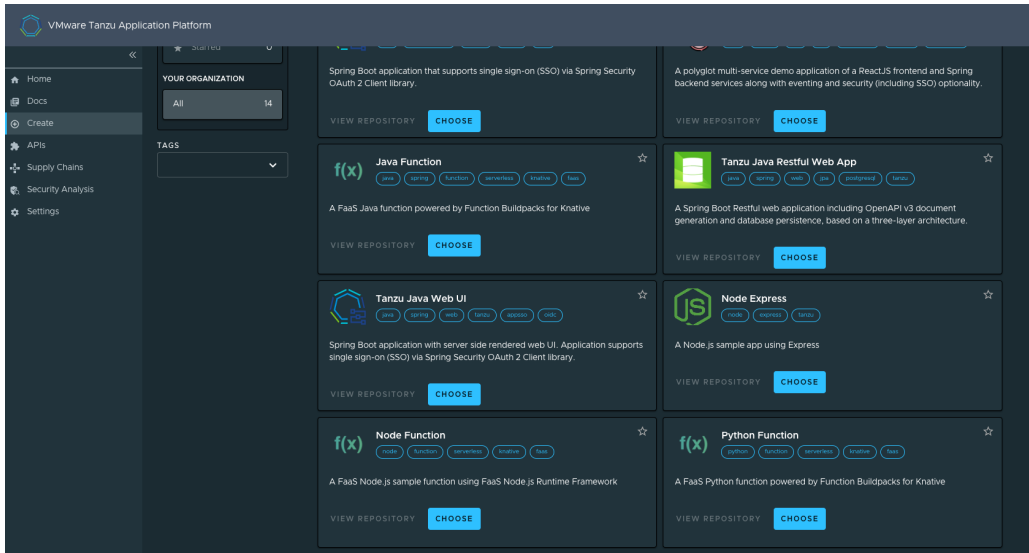 VMware Tanzu Application Platform
«
Home
Docs
Create
APIs
Supply Chains
Security Analysis
Settings
Starred 0
YOUR ORGANIZATION
All 14
TAGS
Spring Boot application that supports single sign-on (SSO) via Spring Security
OAuth 2 Client library.
VIEW REPOSITORY CHOOSE
A polyglot multi-service demo application of a ReactJS frontend and Spring
backend services along with eventing and security (including SSO) optionality.
VIEW REPOSITORY CHOOSE
f(x)
Java Function
java spring function serverless knative faas
A FaaS Java function powered by Function Buildpacks for Knative
VIEW REPOSITORY CHOOSE
Tanzu Java Restful Web App
java spring web jpa postgresql tanzu
A Spring Boot Restful web application including OpenAPI v3 document
generation and database persistence, based on a three-layer architecture.
VIEW REPOSITORY CHOOSE
Tanzu Java Web UI
java spring web tanzu appsso oidc
Spring Boot application with server side rendered web UI. Application supports
single sign-on (SSO) via Spring Security OAuth 2 Client library.
VIEW REPOSITORY CHOOSE
JS
Node Express
node express tanzu
A Node.js sample app using Express
VIEW REPOSITORY CHOOSE
f(x)
Node Function
node function serverless knative faas
A FaaS Node.js sample function using FaaS Node.js Runtime Framework
VIEW REPOSITORY CHOOSE
f(x)
Python Function
python function serverless knative faas
A FaaS Python function powered by Function Buildpacks for Knative
VIEW REPOSITORY CHOOSE